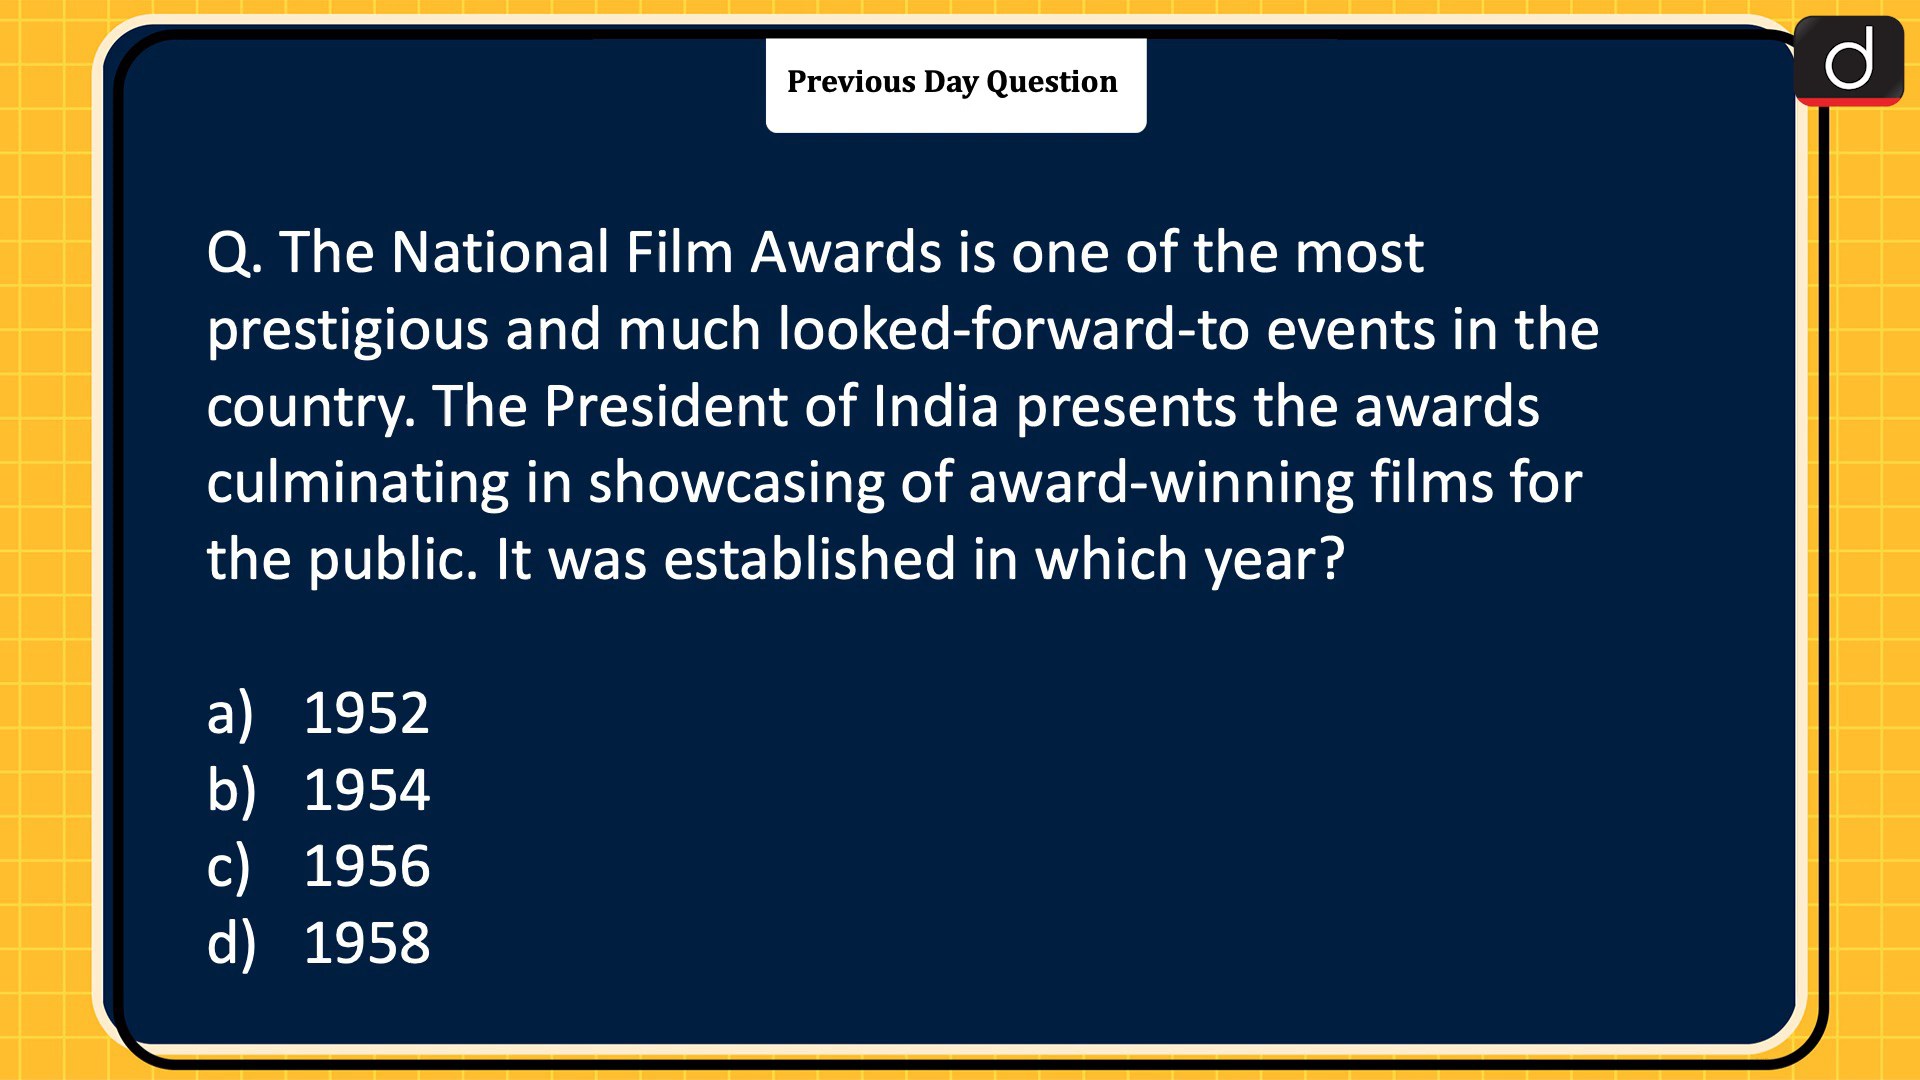 Previous Day Question
d
Q. The National Film Awards is one of the most
prestigious and much looked-forward-to events in the
country. The President of India presents the awards
culminating in showcasing of award-winning films for
the public. It was established in which year?
a) 1952
b) 1954
c) 1956
d) 1958